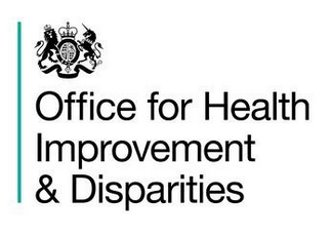 Office for Health
Improvement
& Disparities